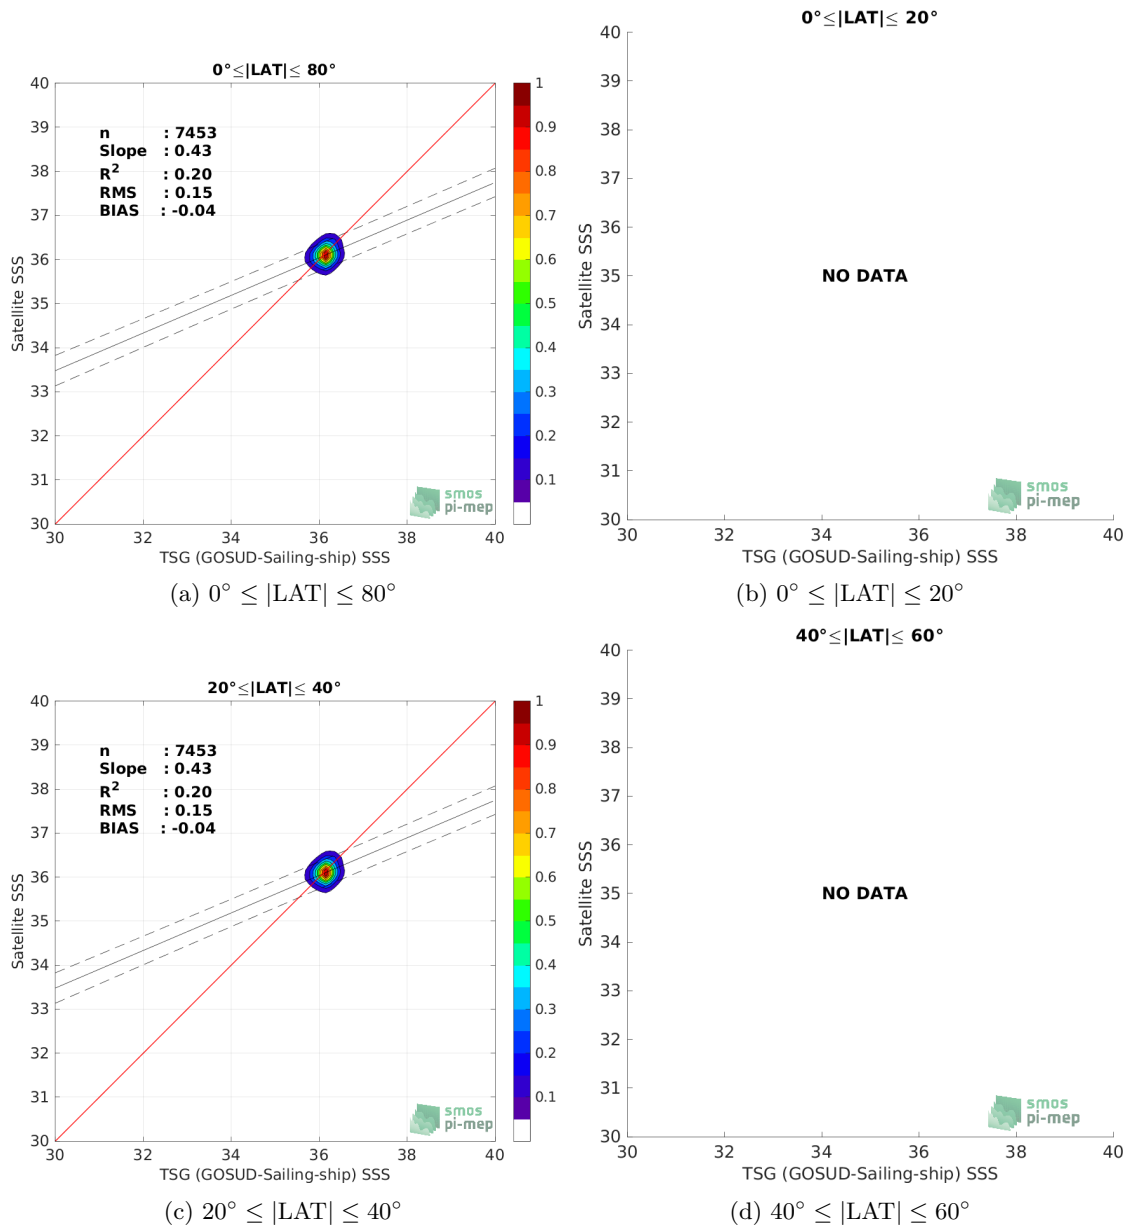 0°≤|LAT|≤ 80°
40
39
38
37
36
35
34
33
32
31
30
Satellite SSS
n : 7453
Slope : 0.43
R² : 0.20
RMS : 0.15
BIAS : -0.04
smos
pi-mep
30 32 34 36 38 40
TSG (GOSUD-Sailing-ship) SSS
1
0.9
0.8
0.7
0.6
0.5
0.4
0.3
0.2
0.1
(a) 0° ≤ |LAT| ≤ 80°
0°≤|LAT|≤ 20°
40
39
38
37
36
35
34
33
32
31
30
Satellite SSS
NO DATA
smos
pi-mep
30 32 34 36 38 40
TSG (GOSUD-Sailing-ship) SSS
(b) 0° ≤ |LAT| ≤ 20°
20°≤|LAT|≤ 40°
40
39
38
37
36
35
34
33
32
31
30
Satellite SSS
n : 7453
Slope : 0.43
R² : 0.20
RMS : 0.15
BIAS : -0.04
smos
pi-mep
30 32 34 36 38 40
TSG (GOSUD-Sailing-ship) SSS
1
0.9
0.8
0.7
0.6
0.5
0.4
0.3
0.2
0.1
(c) 20° ≤ |LAT| ≤ 40°
40°≤|LAT|≤ 60°
40
39
38
37
36
35
34
33
32
31
30
Satellite SSS
NO DATA
smos
pi-mep
30 32 34 36 38 40
TSG (GOSUD-Sailing-ship) SSS
(d) 40° ≤ |LAT| ≤ 60°